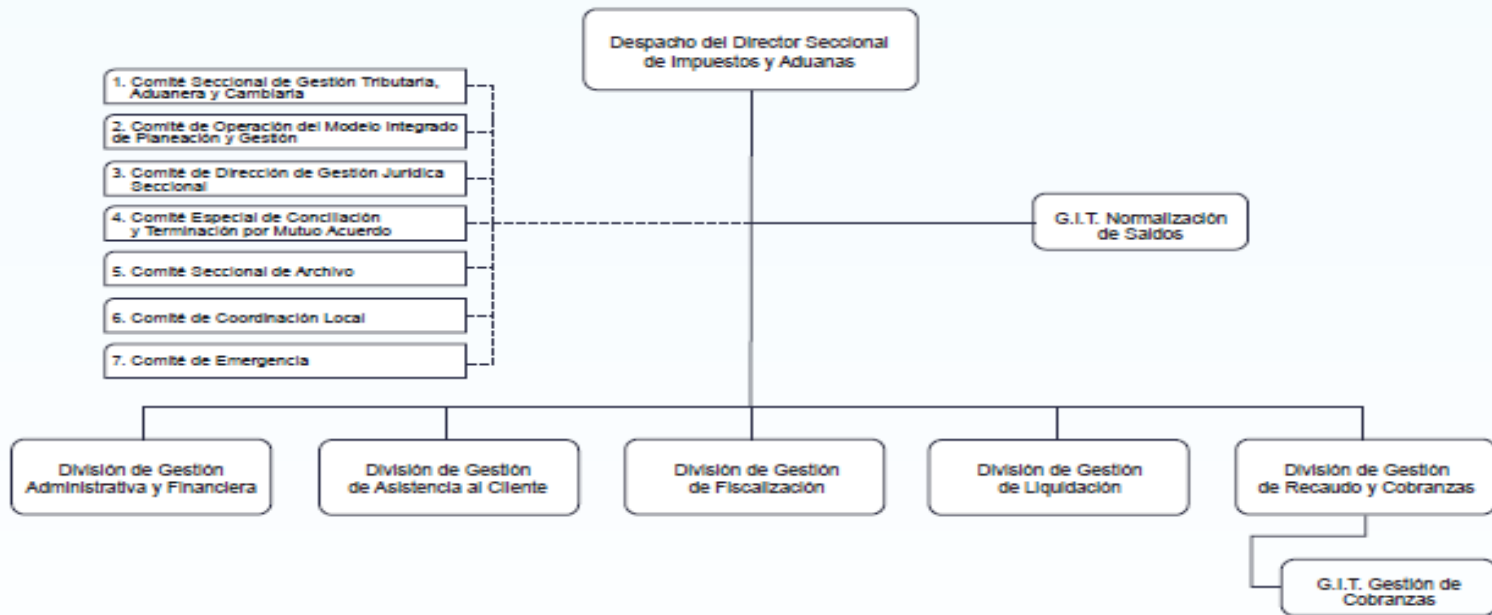 Despacho del Director Seccional
de Impuestos y Aduanas
1. Comité Seccional de Gestión Tributaria,
Aduanera y Cambiaria
2. Comité de Operación del Modelo Integrado
de Planeación y Gestión
3. Comité de Dirección de Gestión Jurídica
Seccional
4. Comité Especial de Conciliación
y Terminación por Mutuo Acuerdo
5. Comité Seccional de Archivo
6. Comité de Coordinación Local
7. Comité de Emergencia
G.I.T. Normalización
de Saldos
División de Gestión
Administrativa y Financiera
División de Gestión
de Asistencia al Cliente
División de Gestión
de Fiscalización
División de Gestión
de Liquidación
División de Gestión
de Recaudo y Cobranzas
G.I.T. Gestión de
Cobranzas